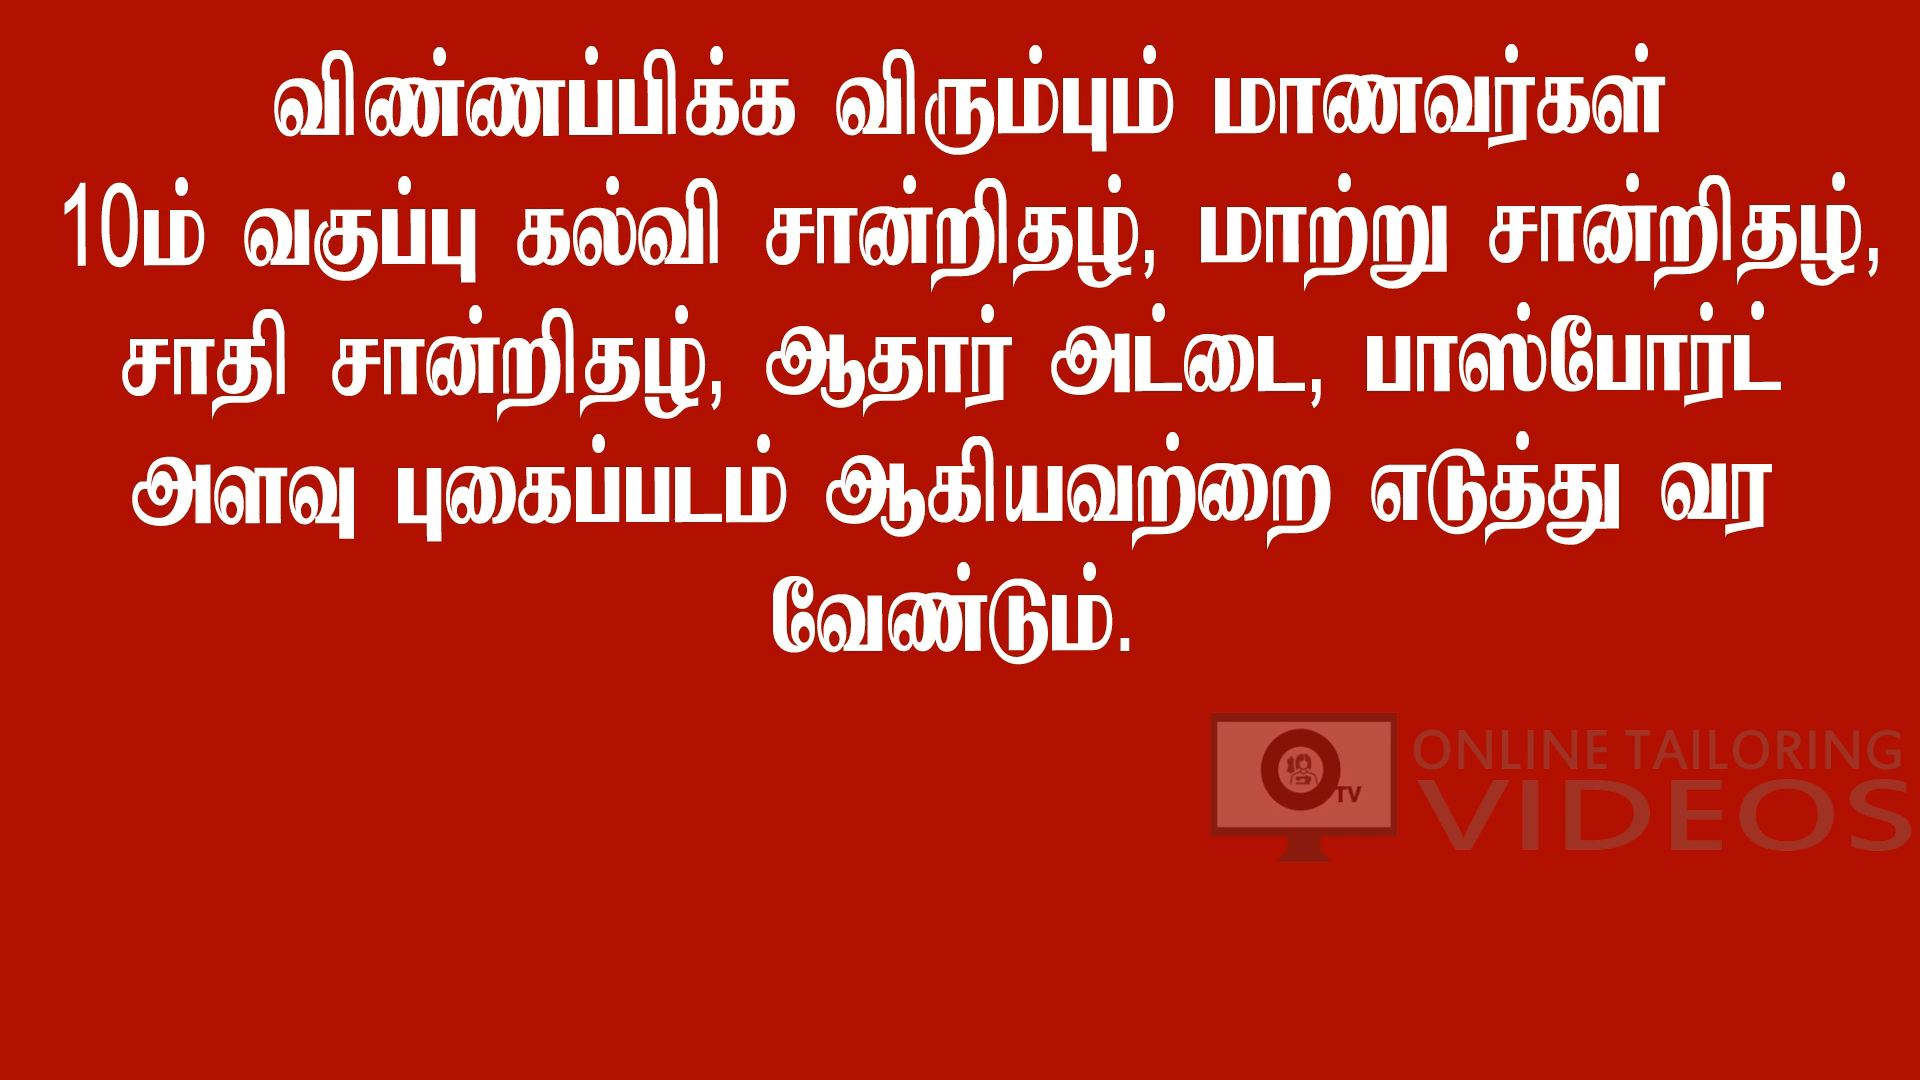 விண்ணப்பிக்க விரும்பும் மாணவர்கள்
10ம் வகுப்பு கல்வி சான்றிதழ், மாற்று சான்றிதழ்,
சாதி சான்றிதழ், ஆதார் அட்டை, பாஸ்போர்ட்
அளவு புகைப்படம் ஆகியவற்றை எடுத்து வர
வேண்டும்.
TV
ONLINE TAILORING
VIDEOS